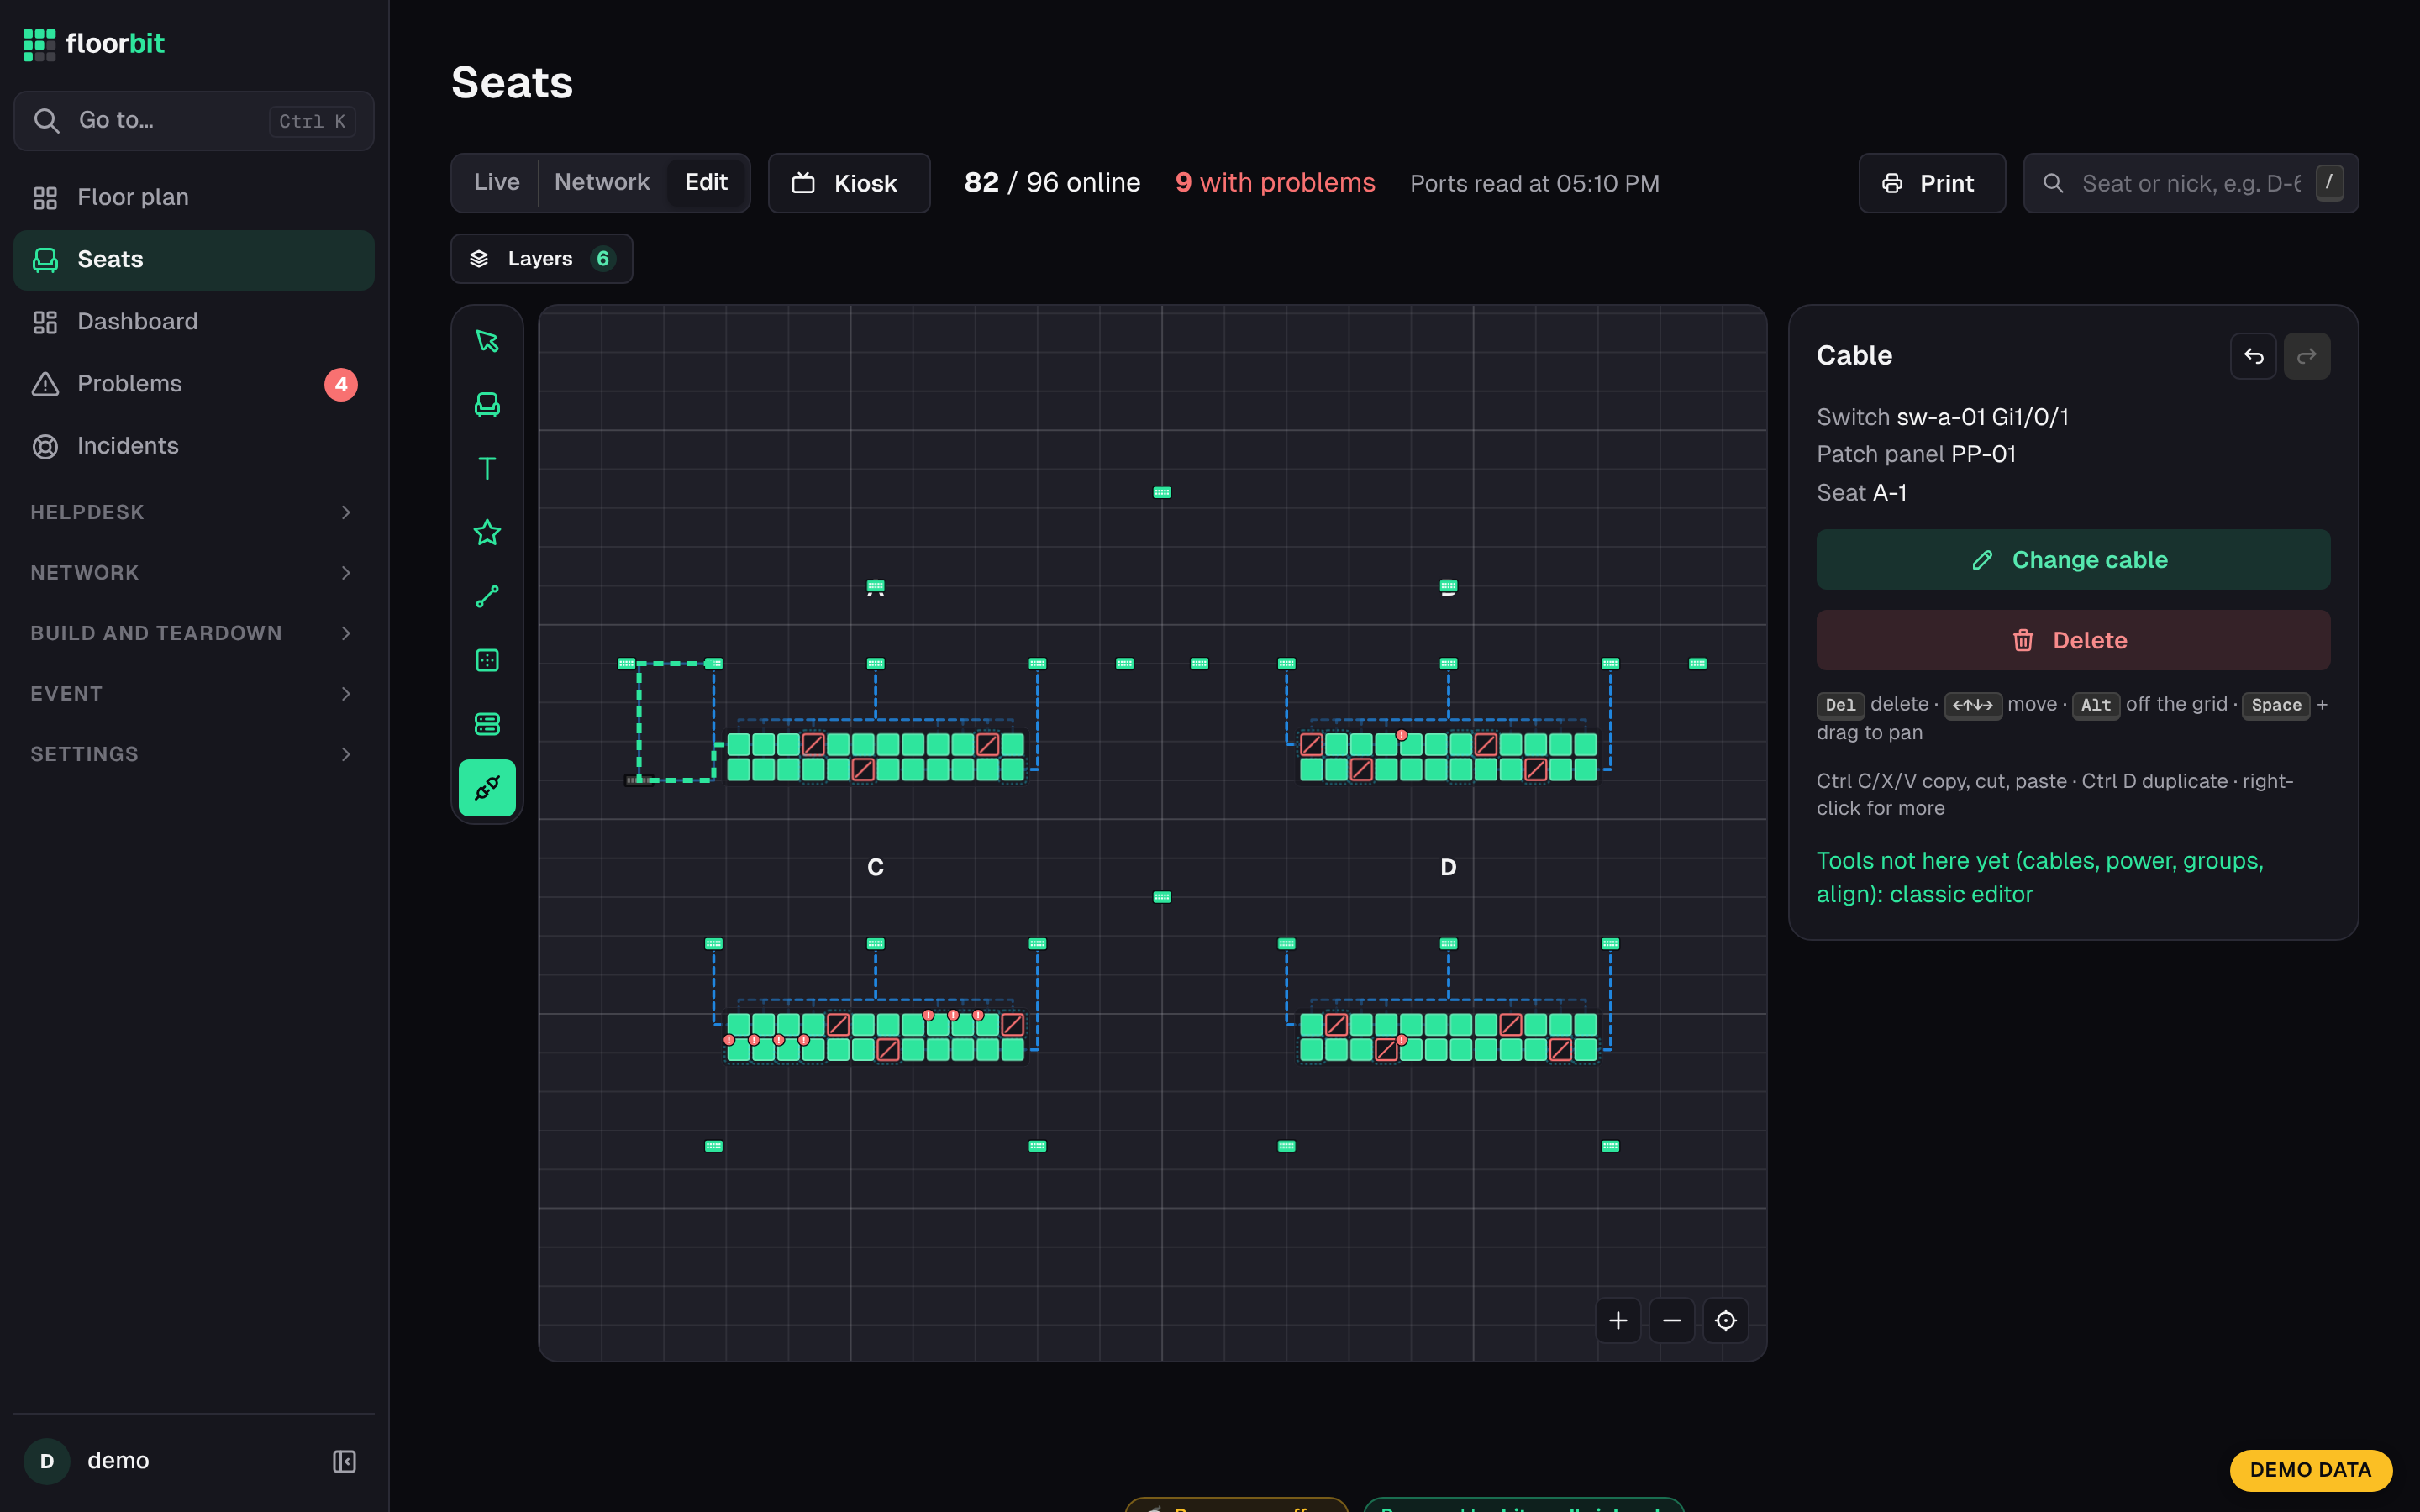 floorbit
Go to...
Ctrl K
Floor plan
Seats
Dashboard
Problems
4
Incidents
HELPDESK
NETWORK
BUILD AND TEARDOWN
EVENT
SETTINGS
D
demo
Seats
Live
Network
Edit
Kiosk
82 / 96 online
9 with problems
Ports read at 05:10 PM
Print
Seat or nick, e.g. D-6
/
Layers
6
C
D
Cable
Switch sw-a-01 Gi1/0/1
Patch panel PP-01
Seat A-1
Change cable
Delete
Del delete · ←↑↓→ move · Alt off the grid · Space +
drag to pan
Ctrl C/X/V copy, cut, paste · Ctrl D duplicate · right-
click for more
Tools not here yet (cables, power, groups,
align): classic editor
DEMO DATA